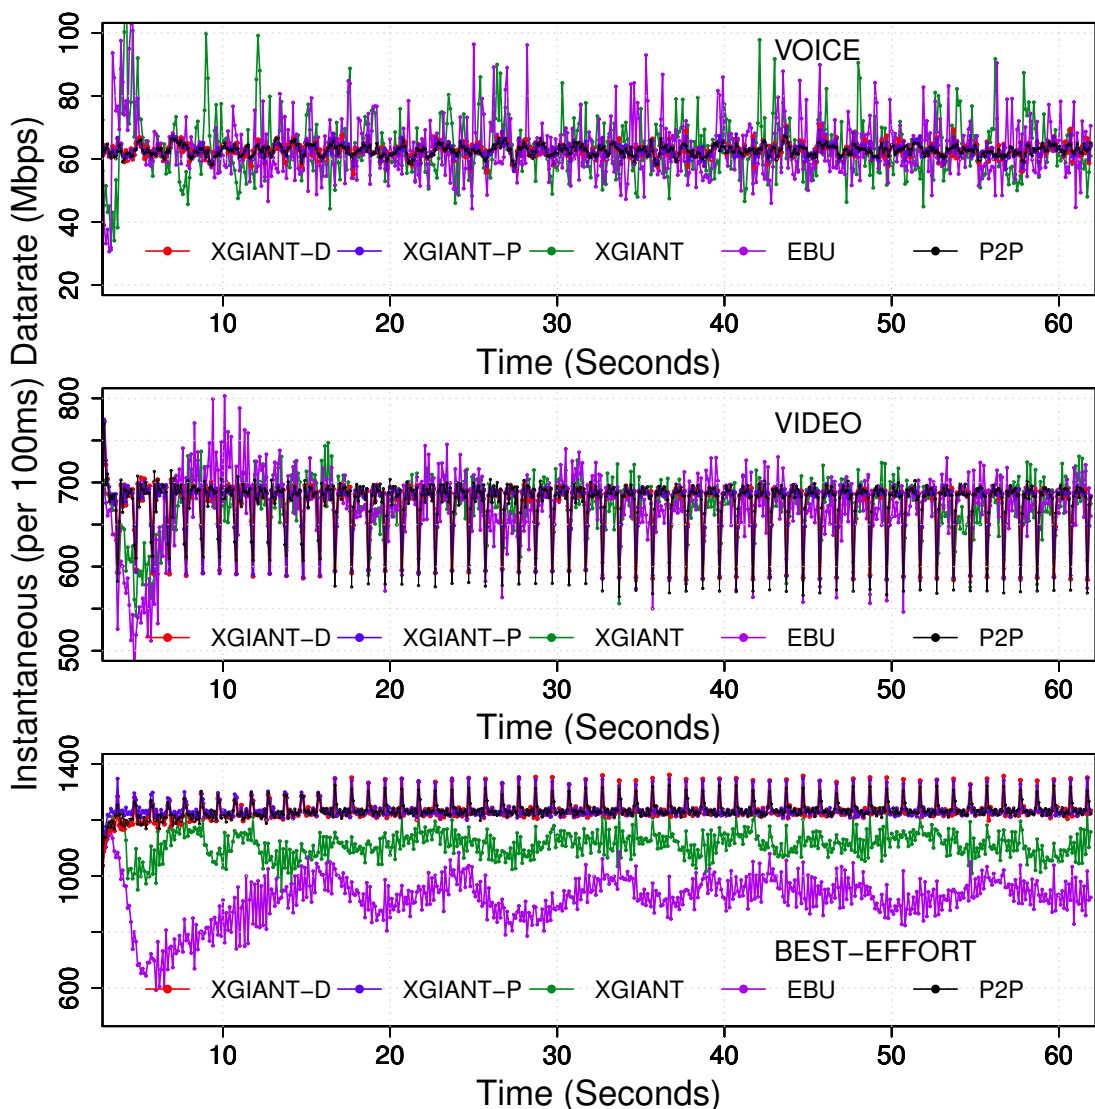 Instantaneous (per 100ms) Datarate (Mbps)
100
80
60
40
20
VOICE
XGIANT−D XGIANT−P XGIANT EBU P2P
10 20 30 40 50 60
Time (Seconds)
800
700
600
500
VIDEO
XGIANT−D XGIANT−P XGIANT EBU P2P
10 20 30 40 50 60
Time (Seconds)
1400
1000
600
BEST−EFFORT
XGIANT−D XGIANT−P XGIANT EBU P2P
10 20 30 40 50 60
Time (Seconds)